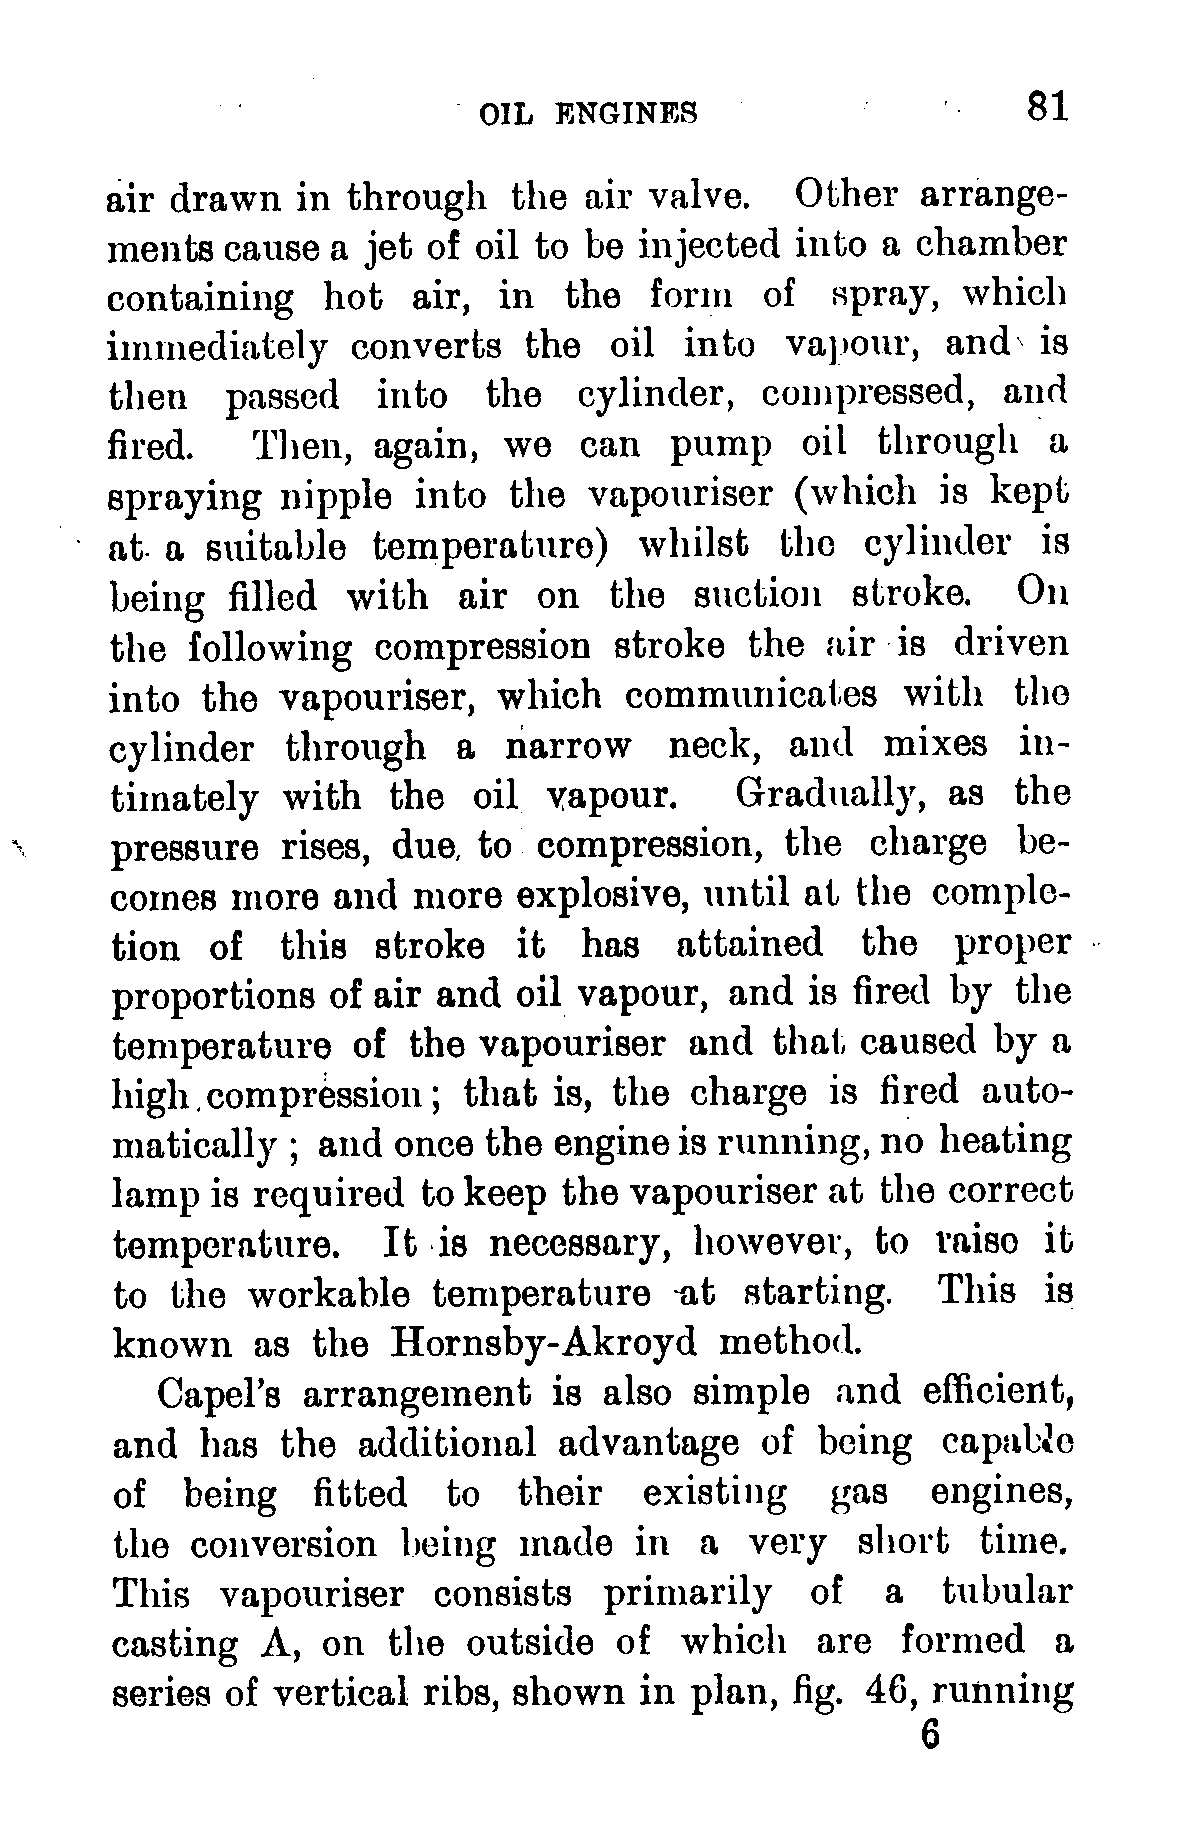 OIL ENGINES 81
air drawn in through the air valve. Other arrange-
ments cause a jet of oil to be injected into a chamber
containing hot air, in the form of spray, which
immediately converts the oil into vapour, and is
then passed into the cylinder, compressed, and
fired. Then, again, we can pump oil through a
spraying nipple into the vapouriser (which is kept
at a suitable temperature) whilst the cylinder is
being filled with air on the suction stroke. On
the following compression stroke the air is driven
into the vapouriser, which communicates with the
cylinder through a narrow neck, and mixes in-
timately with the oil vapour. Gradually, as the
pressure rises, due to compression, the charge be-
comes more and more explosive, until at the comple-
tion of this stroke it has attained the proper
proportions of air and oil vapour, and is fired by the
temperature of the vapouriser and that caused by a
high compression; that is, the charge is fired auto-
matically; and once the engine is running, no heating
lamp is required to keep the vapouriser at the correct
temperature. It is necessary, however, to raise it
to the workable temperature at starting. This is
known as the Hornsby-Akroyd method.
Capel's arrangement is also simple and efficient,
and has the additional advantage of being capable
of being fitted to their existing gas engines,
the conversion being made in a very short time.
This vapouriser consists primarily of a tubular
casting A, on the outside of which are formed a
series of vertical ribs, shown in plan, fig. 46, running
6